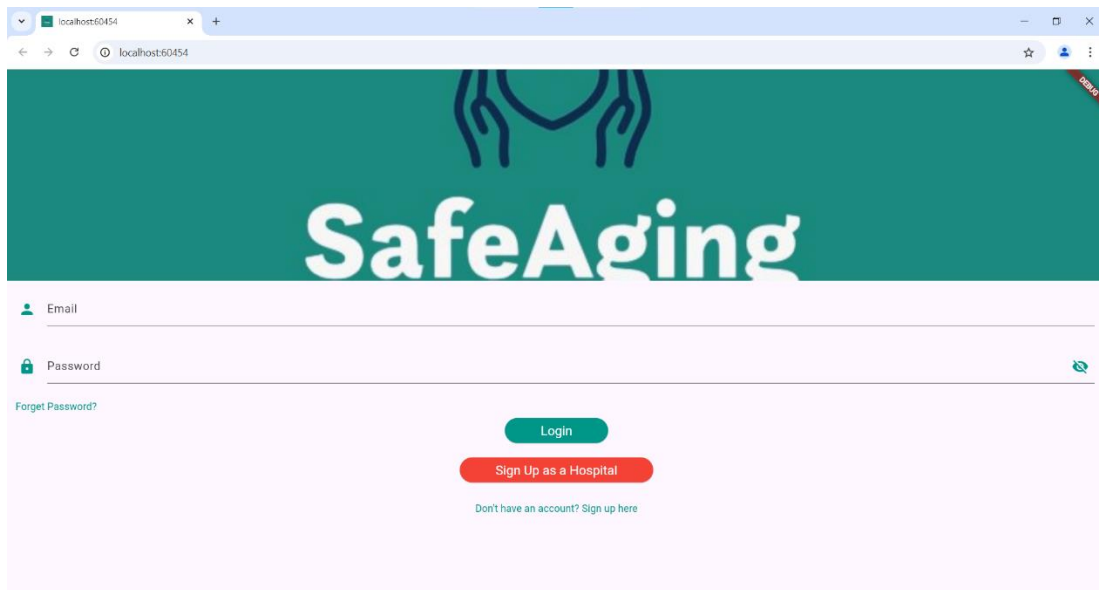 localhost:60454
localhost:60454
DEBUG
SafeAging
Email
Password
Forget Password?
Login
Sign Up as a Hospital
Don't have an account? Sign up here